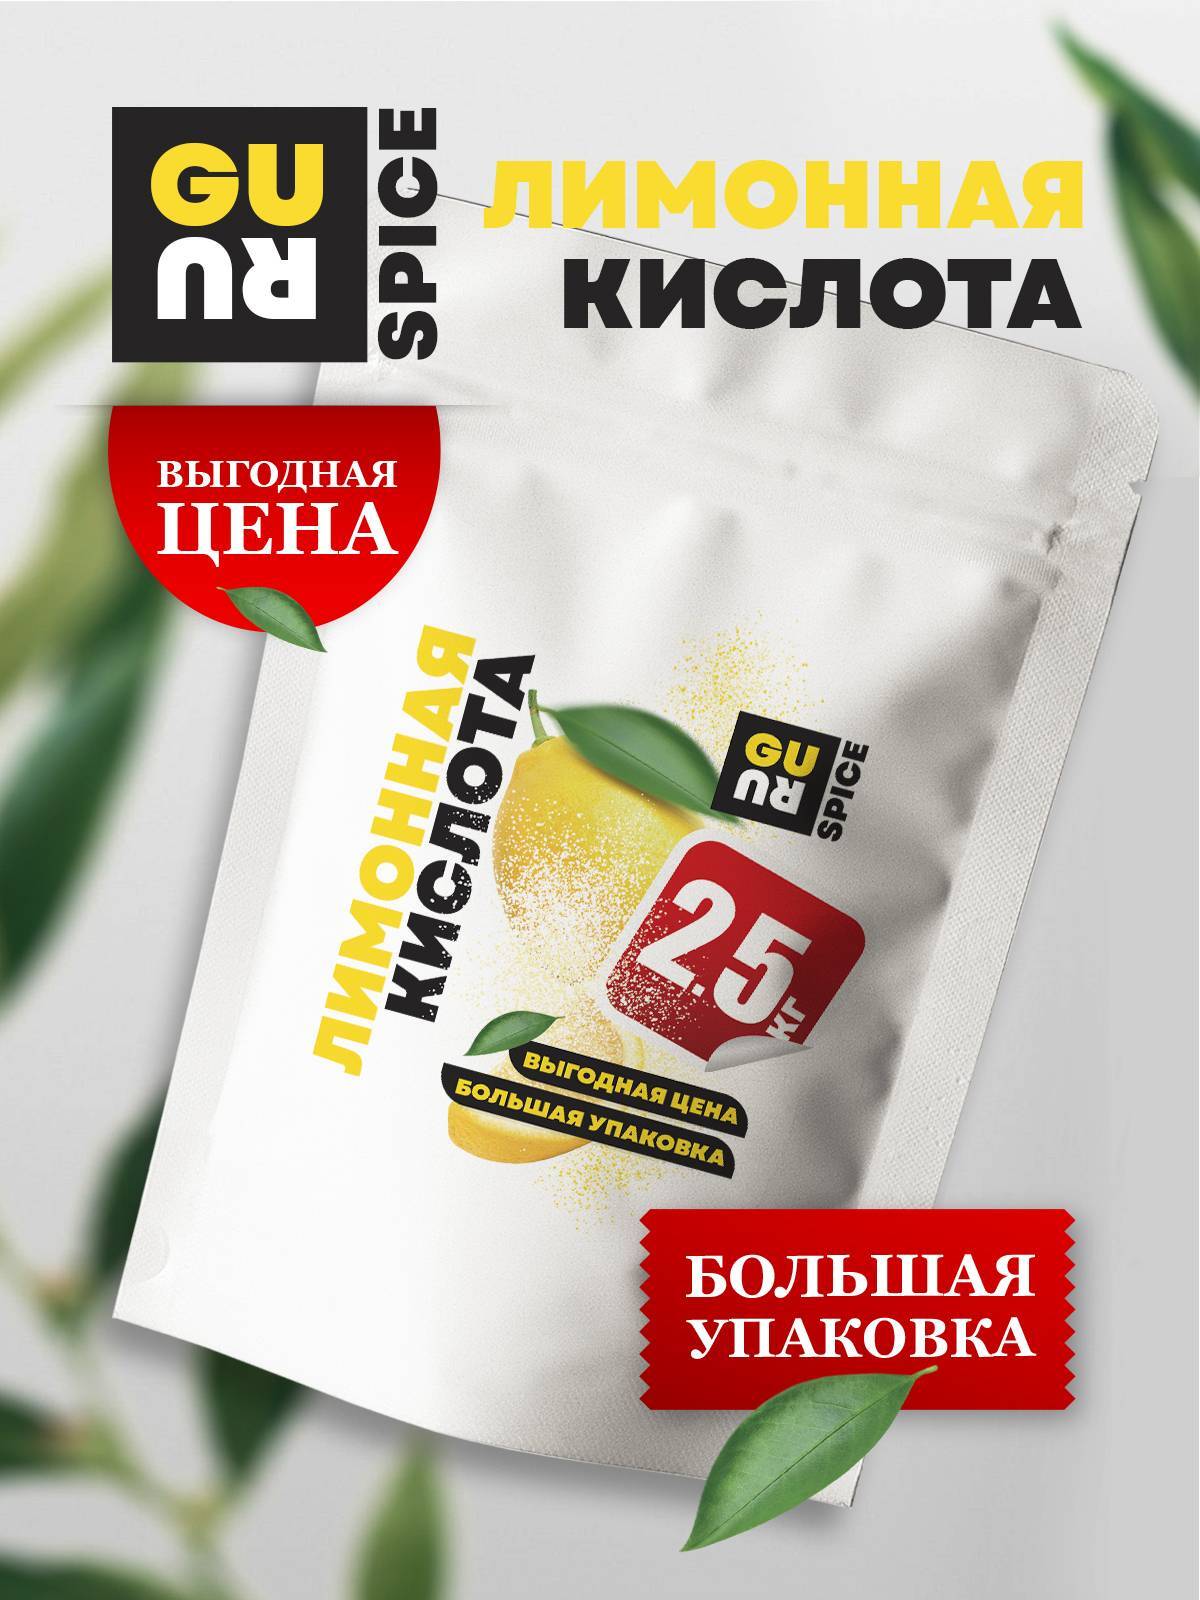 GU
RU
SPICE
ЛИМОННАЯ
КИСЛОТА
ВЫГОДНАЯ
ЦЕНА
ЛИМОННАЯ
КИСЛОТА
GU
RU
SPICE
2.5
КГ
ВЫГОДНАЯ ЦЕНА
БОЛЬШАЯ УПАКОВКА
БОЛЬШАЯ
УПАКОВКА